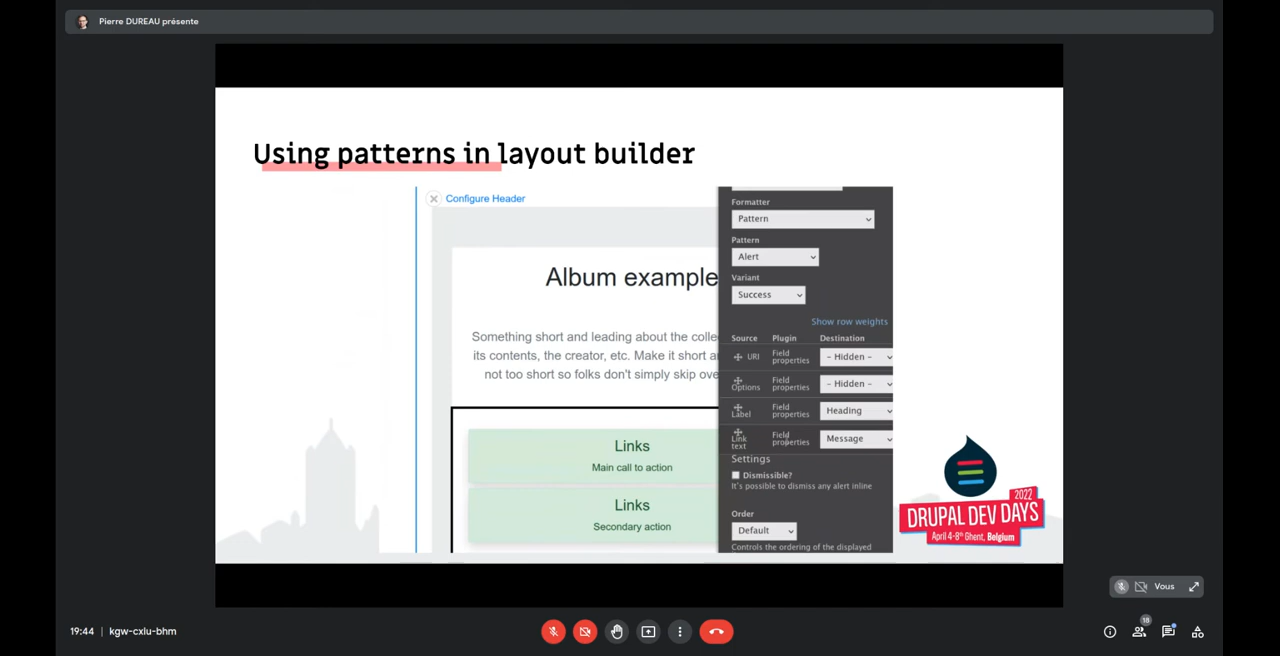 Pierre DUREAU présente
Using patterns in layout builder
Configure Header
Album example
Something short and leading about the colle
its contents, the creator, etc. Make it short a
not too short so folks don't simply skip ove
Links
Main call to action
Links
Secondary action
Formatter
Pattern
Pattern
Alert
Variant
Success
Show row weights
Source Plugin Destination
URI Field properties - Hidden -
Options Field properties - Hidden -
Label Field properties Heading
Link text Field properties Message
Settings
Dismissible?
It's possible to dismiss any alert inline
Order
Default
Controls the ordering of the displayed
2022
DRUPAL DEV DAYS
April 4-8th Ghent, Belgium
Vous
19:44 | kgw-cxiu-bhm
18